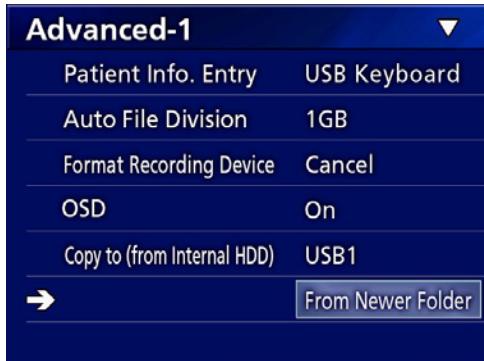 Advanced-1 ▼
Patient Info. Entry USB Keyboard
Auto File Division 1GB
Format Recording Device Cancel
OSD On
Copy to (from Internal HDD) USB1
➔ From Newer Folder